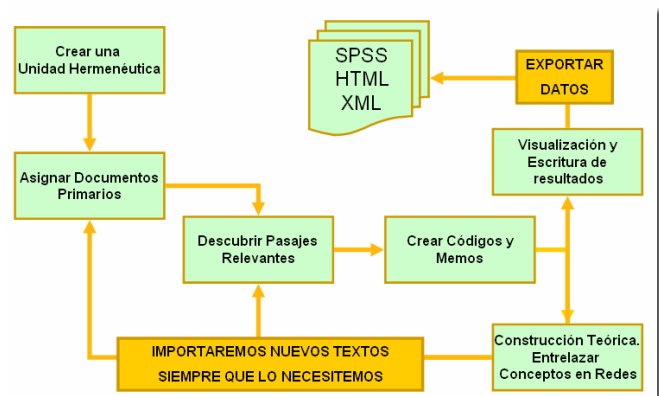 Crear una
Unidad Hermenéutica
SPSS
HTML
XML
EXPORTAR
DATOS
Asignar Documentos
Primarios
Visualización y
Escritura de
resultados
Descubrir Pasajes
Relevantes
Crear Códigos y
Memos
IMPORTAREMOS NUEVOS TEXTOS
SIEMPRE QUE LO NECESITEMOS
Construcción Teórica.
Entrelazar
Conceptos en Redes